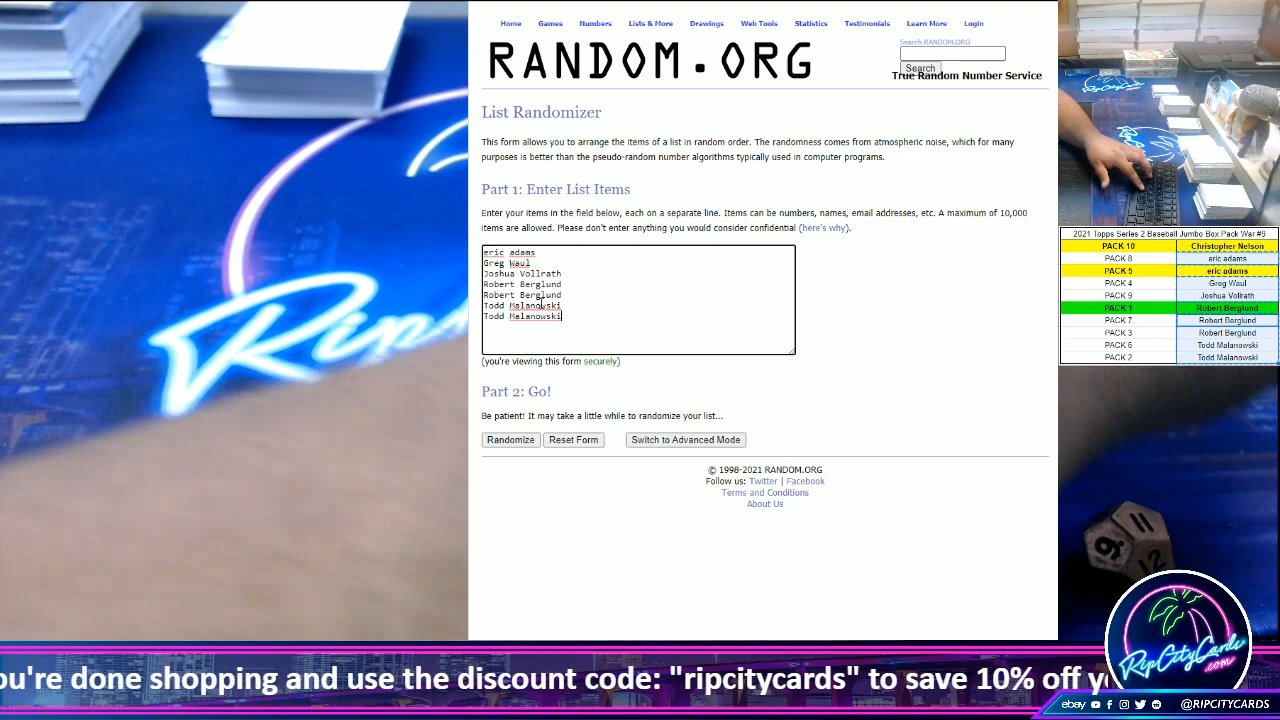 Home Games Numbers Lists & More Drawings Web Tools Statistics Testimonials Learn More Login
Search RANDOM.ORG
RANDOM.ORG
Search
True Random Number Service
List Randomizer
This form allows you to arrange the items of a list in random order. The randomness comes from atmospheric noise, which for many
purposes is better than the pseudo-random number algorithms typically used in computer programs.
Part 1: Enter List Items
Enter your items in the field below, each on a separate line. Items can be numbers, names, email addresses, etc. A maximum of 10,000
items are allowed. Please don't enter anything you would consider confidential (here's why).
eric adams
Greg Waul
Joshua Vollrath
Robert Berglund
Robert Berglund
Todd Malanowski
Todd Malanowski
(you're viewing this form securely)
Part 2: Go!
Be patient! It may take a little while to randomize your list...
Randomize Reset Form Switch to Advanced Mode
© 1998-2021 RANDOM.ORG
Follow us: Twitter | Facebook
Terms and Conditions
About Us
2021 Topps Series 2 Baseball Jumbo Box Pack War #9
PACK 10 Christopher Nelson
PACK 8 eric adams
PACK 5 eric adams
PACK 4 Greg Waul
PACK 9 Joshua Vollrath
PACK 1 Robert Berglund
PACK 7 Robert Berglund
PACK 3 Robert Berglund
PACK 6 Todd Malanowski
PACK 2 Todd Malanowski
9.
11
12
RipCityCards
.com
ou're done shopping and use the discount code: "ripcitycards" to save 10% off y
ebay @RIPCITYCARDS